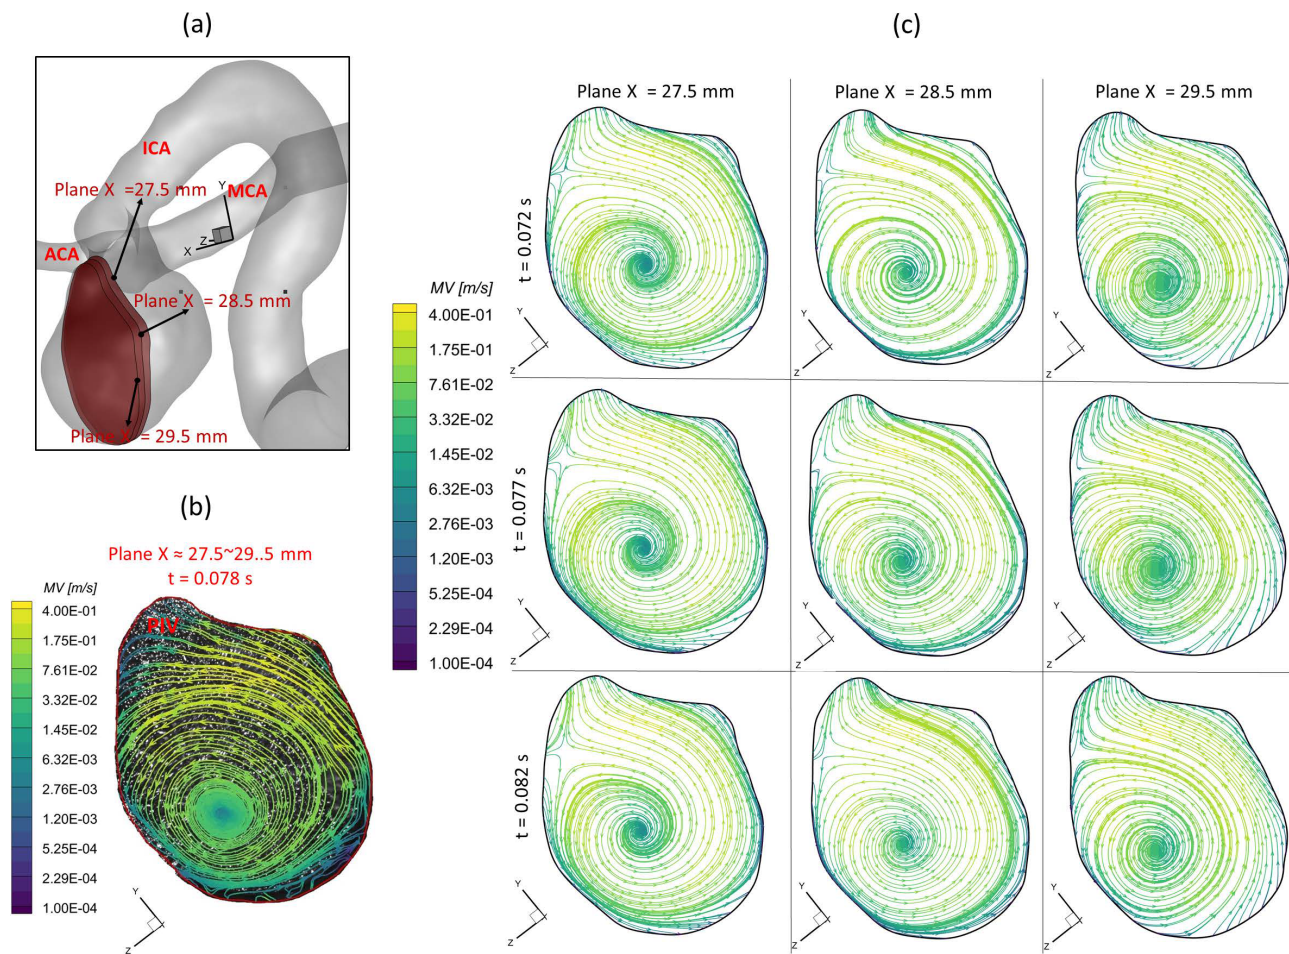 (a)
ICA
Plane X =27.5 mm
MCA
Y
Z
X
ACA
Plane X = 28.5 mm
Plane X = 29.5 mm
(b)
Plane X ≈ 27.5~29..5 mm
t = 0.078 s
MV [m/s]
4.00E-01
1.75E-01
7.61E-02
3.32E-02
1.45E-02
6.32E-03
2.76E-03
1.20E-03
5.25E-04
2.29E-04
1.00E-04
PIV
Y
Z
(c)
MV [m/s]
4.00E-01
1.75E-01
7.61E-02
3.32E-02
1.45E-02
6.32E-03
2.76E-03
1.20E-03
5.25E-04
2.29E-04
1.00E-04
Plane X = 27.5 mm
Plane X = 28.5 mm
Plane X = 29.5 mm
t = 0.072 s
Y
Z
Y
Z
Y
Z
t = 0.077 s
Y
Z
Y
Z
Y
Z
t = 0.082 s
Y
Z
Y
Z
Y
Z